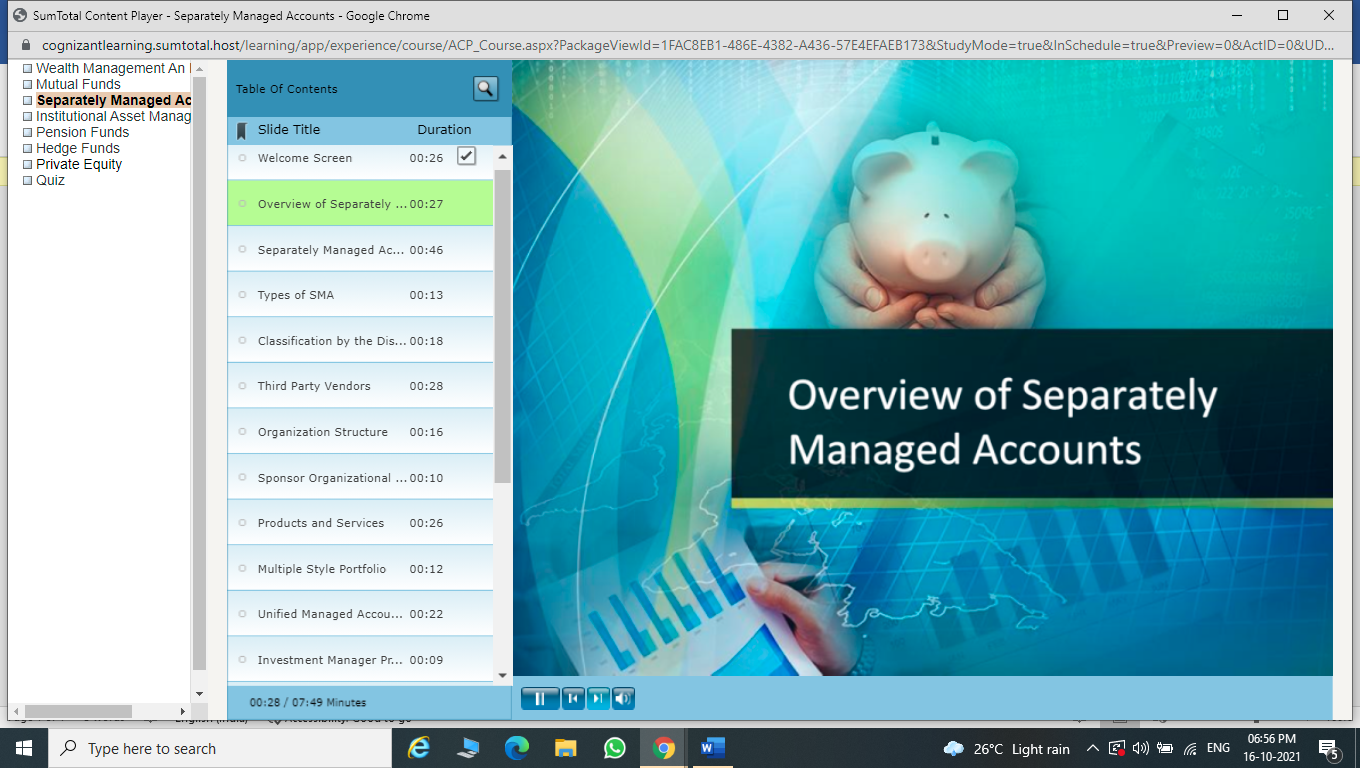 SumTotal Content Player - Separately Managed Accounts - Google Chrome
cognizantlearning.sumtotal.host/learning/app/experience/course/ACP_Course.aspx?PackageViewId=1FAC8EB1-486E-4382-A436-57E4EFAEB173&StudyMode=true&InSchedule=true&Preview=0&ActID=0&UD...
Wealth Management An
Mutual Funds
Separately Managed Ac
Institutional Asset Manag
Pension Funds
Hedge Funds
Private Equity
Quiz
Table Of Contents
Slide Title Duration
Welcome Screen 00:26
Overview of Separately ... 00:27
Separately Managed Ac... 00:46
Types of SMA 00:13
Classification by the Dis... 00:18
Third Party Vendors 00:28
Organization Structure 00:16
Sponsor Organizational ... 00:10
Products and Services 00:26
Multiple Style Portfolio 00:12
Unified Managed Accou... 00:22
Investment Manager Pr... 00:09
00:28 / 07:49 Minutes
Overview of Separately
Managed Accounts
Type here to search
26°C Light rain
ENG
06:56 PM
16-10-2021
5